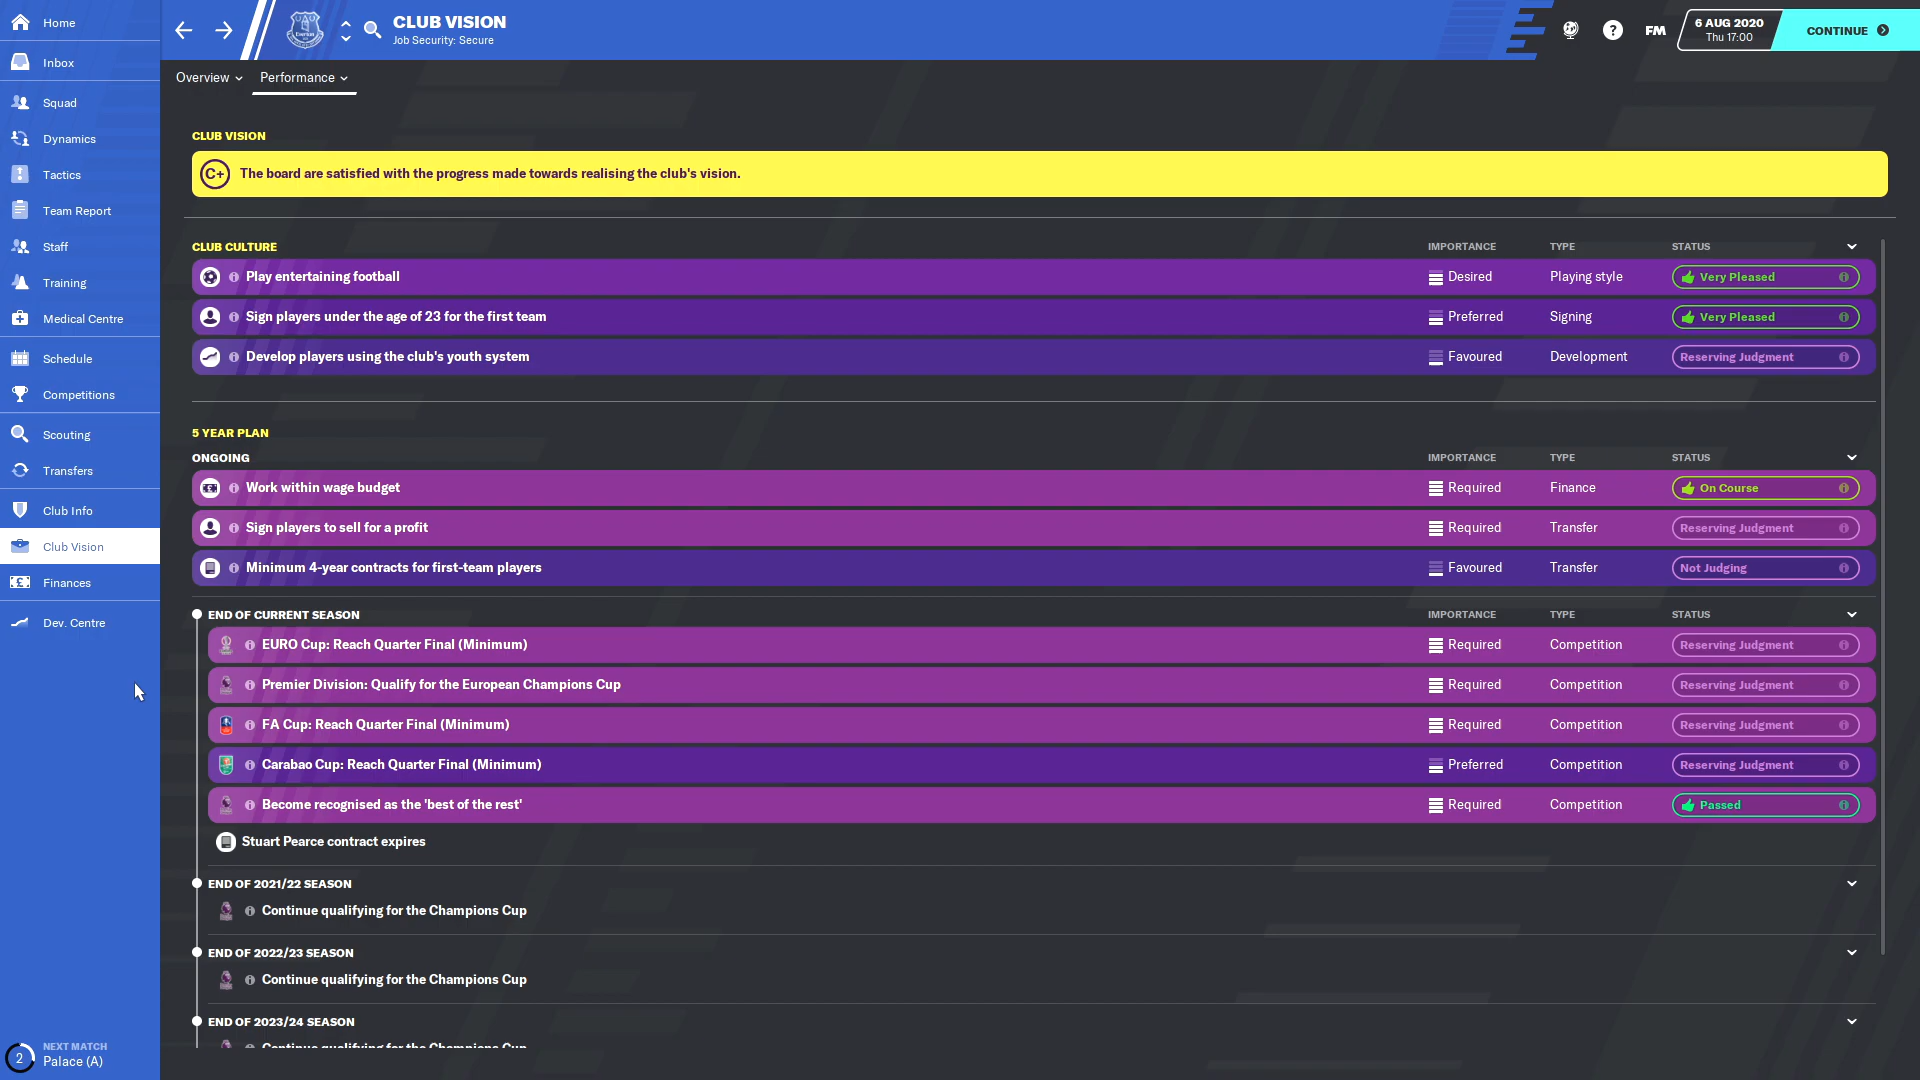 Home
Inbox
Squad
Dynamics
Tactics
Team Report
Staff
Training
Medical Centre
Schedule
Competitions
Scouting
Transfers
Club Info
Club Vision
Finances
Dev. Centre
2
NEXT MATCH
Palace (A)
Everton
CLUB VISION
Job Security: Secure
?
FM
6 AUG 2020
Thu 17:00
CONTINUE
Overview
Performance
CLUB VISION
C+ The board are satisfied with the progress made towards realising the club's vision.
CLUB CULTURE IMPORTANCE TYPE STATUS
Play entertaining football Desired Playing style Very Pleased
Sign players under the age of 23 for the first team Preferred Signing Very Pleased
Develop players using the club's youth system Favoured Development Reserving Judgment
5 YEAR PLAN
ONGOING IMPORTANCE TYPE STATUS
Work within wage budget Required Finance On Course
Sign players to sell for a profit Required Transfer Reserving Judgment
Minimum 4-year contracts for first-team players Favoured Transfer Not Judging
END OF CURRENT SEASON IMPORTANCE TYPE STATUS
EURO Cup: Reach Quarter Final (Minimum) Required Competition Reserving Judgment
Premier Division: Qualify for the European Champions Cup Required Competition Reserving Judgment
FA Cup: Reach Quarter Final (Minimum) Required Competition Reserving Judgment
Carabao Cup: Reach Quarter Final (Minimum) Preferred Competition Reserving Judgment
Become recognised as the 'best of the rest' Required Competition Passed
Stuart Pearce contract expires
END OF 2021/22 SEASON
Continue qualifying for the Champions Cup
END OF 2022/23 SEASON
Continue qualifying for the Champions Cup
END OF 2023/24 SEASON
Continue qualifying for the Champions Cup